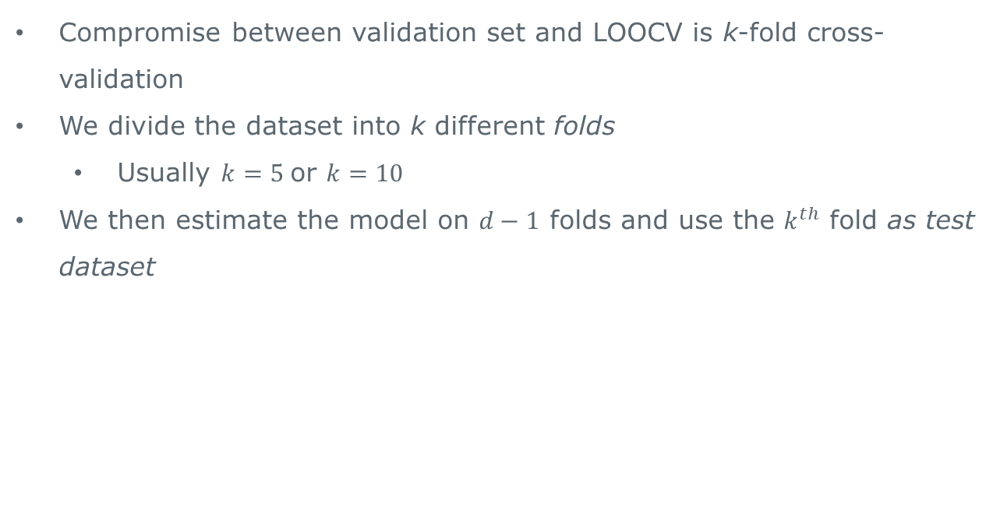 • Compromise between validation set and LOOCV is k-fold cross-
validation
• We divide the dataset into k different folds
• Usually k = 5 or k = 10
• We then estimate the model on d − 1 folds and use the kᵗʰ fold as test
dataset